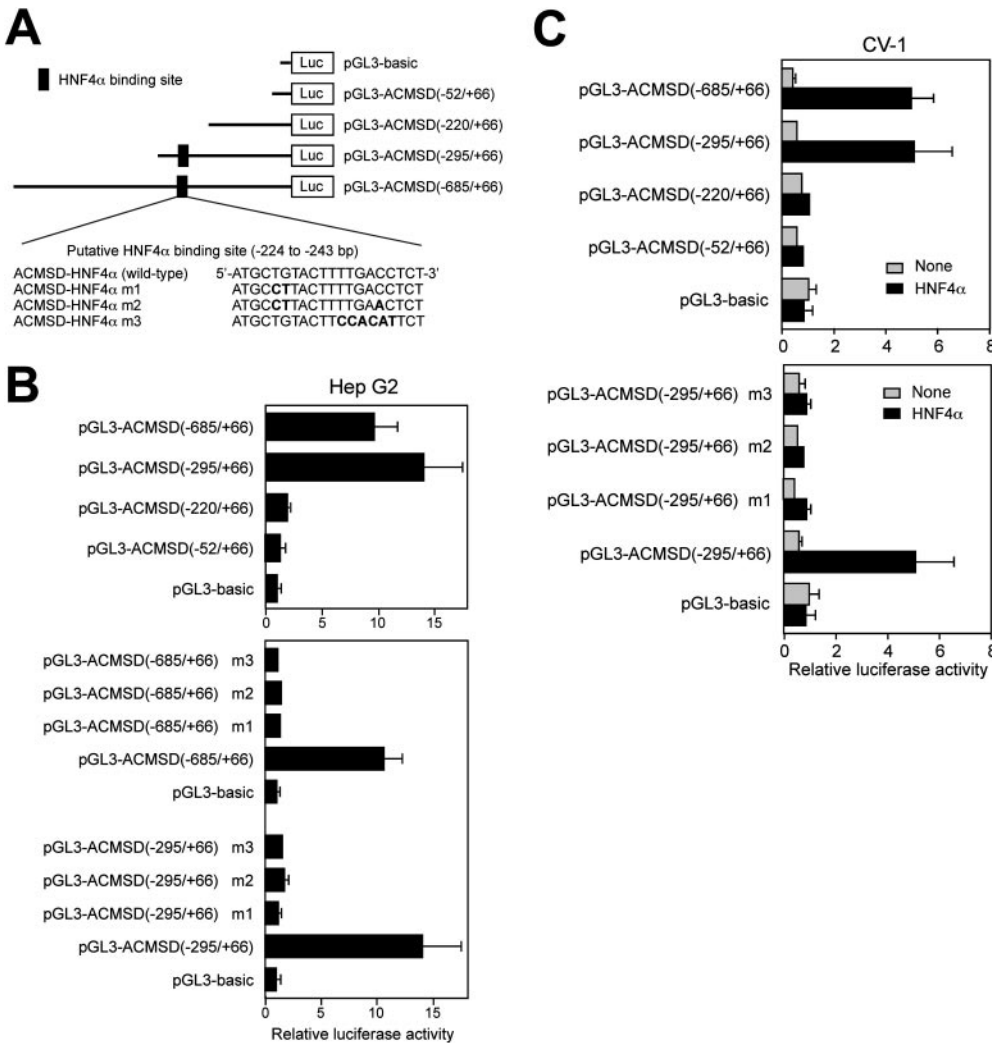 A
HNF4α binding site
Luc pGL3-basic
Luc pGL3-ACMSD(-52/+66)
Luc pGL3-ACMSD(-220/+66)
Luc pGL3-ACMSD(-295/+66)
Luc pGL3-ACMSD(-685/+66)
Putative HNF4α binding site (-224 to -243 bp)
ACMSD-HNF4α (wild-type) 5'-ATGCTGTACTTTTGACCTCT-3'
ACMSD-HNF4α m1 ATGCCTTACTTTTGACCTCT
ACMSD-HNF4α m2 ATGCCTTACTTTTGAACTCT
ACMSD-HNF4α m3 ATGCTGTACTTCCACATTCT
B
Hep G2
pGL3-ACMSD(-685/+66)
pGL3-ACMSD(-295/+66)
pGL3-ACMSD(-220/+66)
pGL3-ACMSD(-52/+66)
pGL3-basic
0 5 10 15
pGL3-ACMSD(-685/+66) m3
pGL3-ACMSD(-685/+66) m2
pGL3-ACMSD(-685/+66) m1
pGL3-ACMSD(-685/+66)
pGL3-basic
pGL3-ACMSD(-295/+66) m3
pGL3-ACMSD(-295/+66) m2
pGL3-ACMSD(-295/+66) m1
pGL3-ACMSD(-295/+66)
pGL3-basic
0 5 10 15
Relative luciferase activity
C
CV-1
pGL3-ACMSD(-685/+66)
pGL3-ACMSD(-295/+66)
pGL3-ACMSD(-220/+66)
pGL3-ACMSD(-52/+66)
pGL3-basic
None
HNF4α
0 2 4 6 8
pGL3-ACMSD(-295/+66) m3
pGL3-ACMSD(-295/+66) m2
pGL3-ACMSD(-295/+66) m1
pGL3-ACMSD(-295/+66)
pGL3-basic
None
HNF4α
0 2 4 6 8
Relative luciferase activity